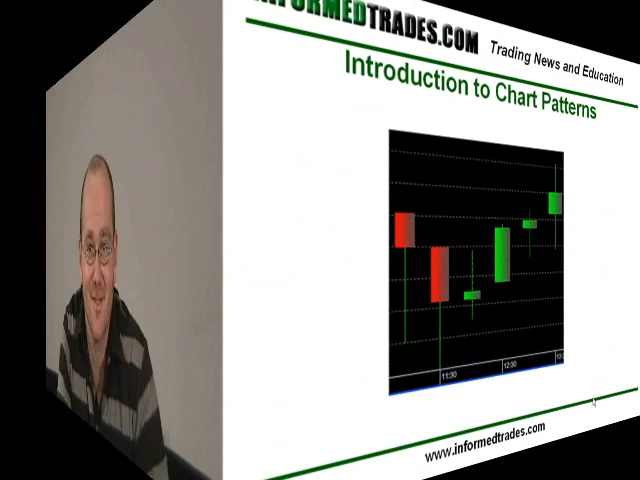 INFORMEDTRADES.COM
Trading News and Education
Introduction to Chart Patterns
11:30
12:30
www.informedtrades.com